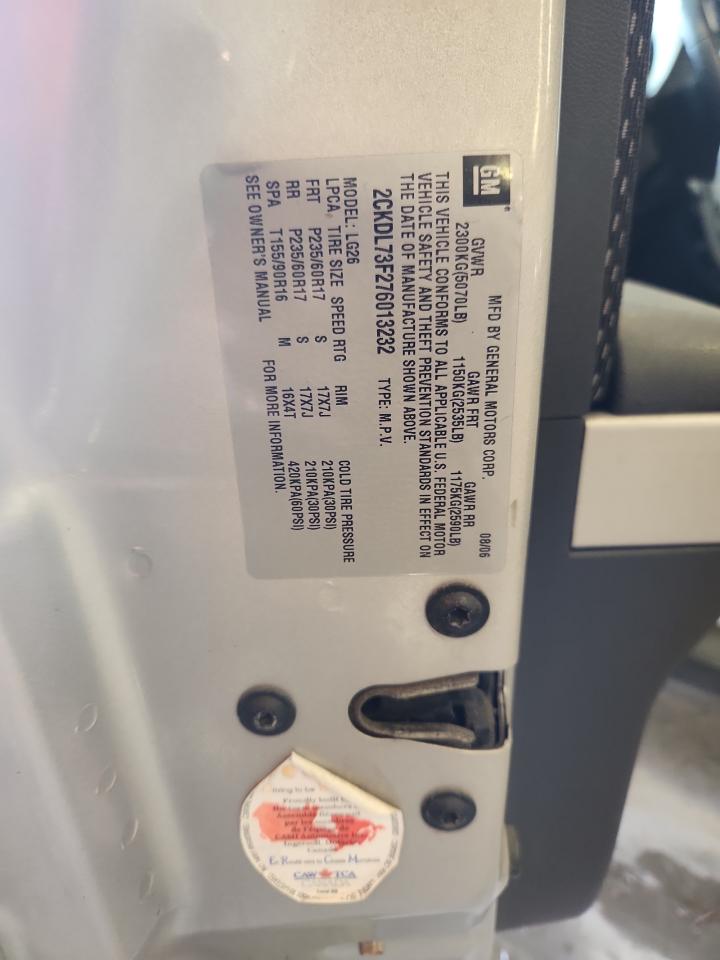 GM
MFD BY GENERAL MOTORS CORP. 08/06
GVWR GAWR FRT GAWR RR
2300KG(5070LB) 1150KG(2535LB) 1175KG(2590LB)
THIS VEHICLE CONFORMS TO ALL APPLICABLE U.S. FEDERAL MOTOR
VEHICLE SAFETY AND THEFT PREVENTION STANDARDS IN EFFECT ON
THE DATE OF MANUFACTURE SHOWN ABOVE.
2CKDL73F276013232 TYPE: M.P.V.
MODEL: LG26
LPCA TIRE SIZE SPEED RTG RIM COLD TIRE PRESSURE
FRT P235/60R17 S 17X7J 210KPA(30PSI)
RR P235/60R17 S 17X7J 210KPA(30PSI)
SPA T155/90R16 M 16X4T 420KPA(60PSI)
SEE OWNER'S MANUAL FOR MORE INFORMATION.
Proudly built
CAW TCA
CANADA